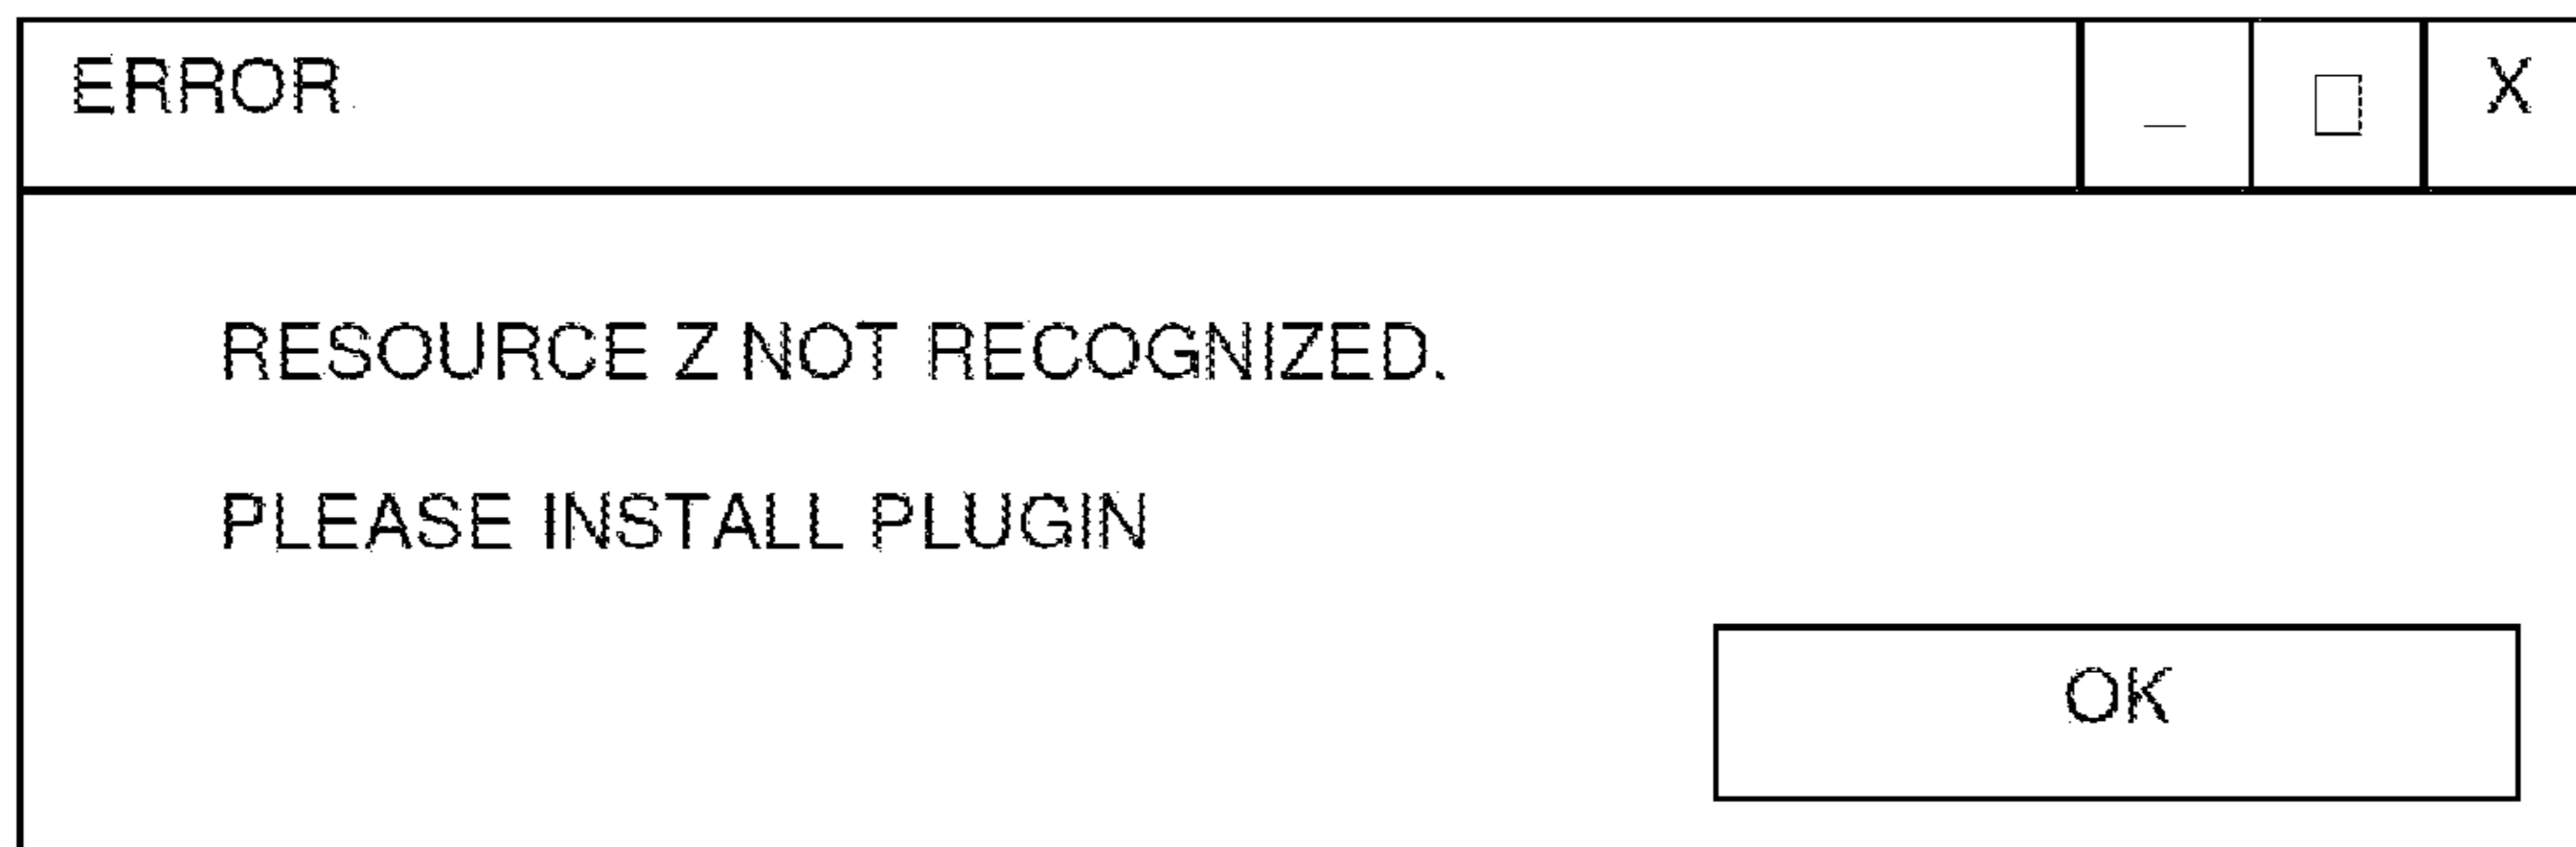 ERROR _ □ X
RESOURCE Z NOT RECOGNIZED.
PLEASE INSTALL PLUGIN
OK